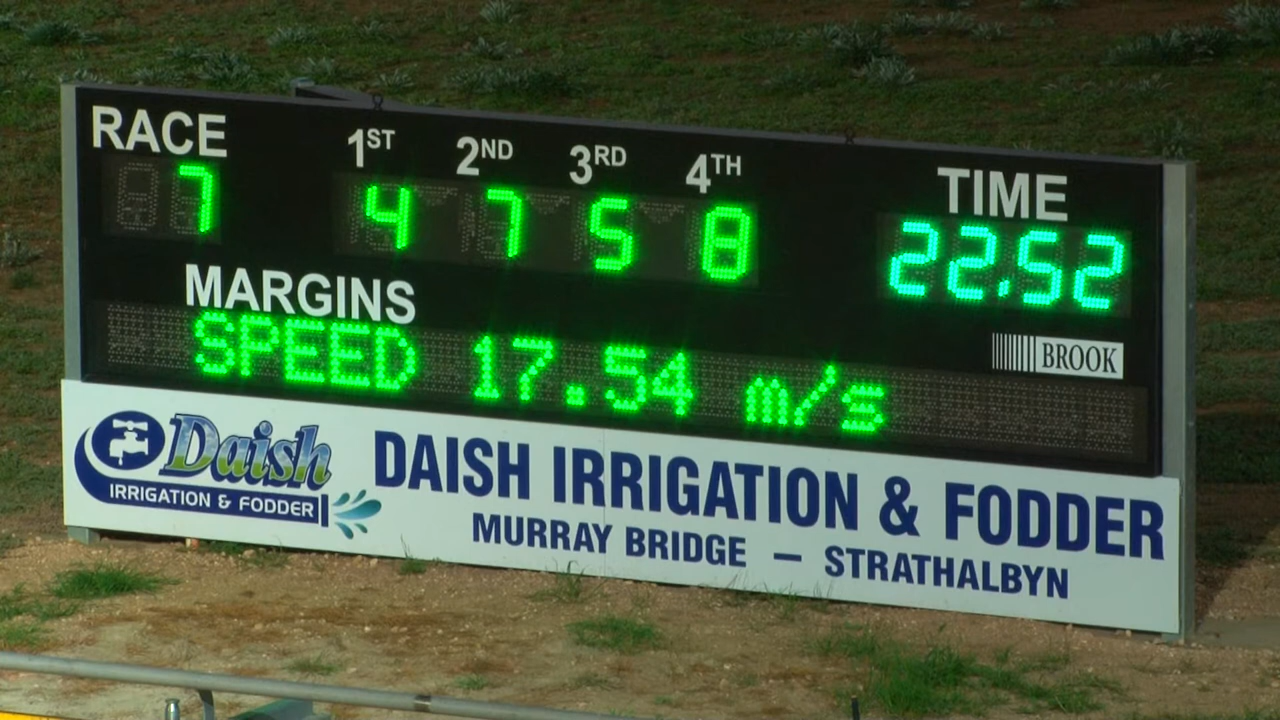 RACE 1ST 2ND 3RD 4TH TIME
7 4 7 5 8 22.52
MARGINS
SPEED 17.54 m/s
BROOK
Daish
IRRIGATION & FODDER
DAISH IRRIGATION & FODDER
MURRAY BRIDGE – STRATHALBYN